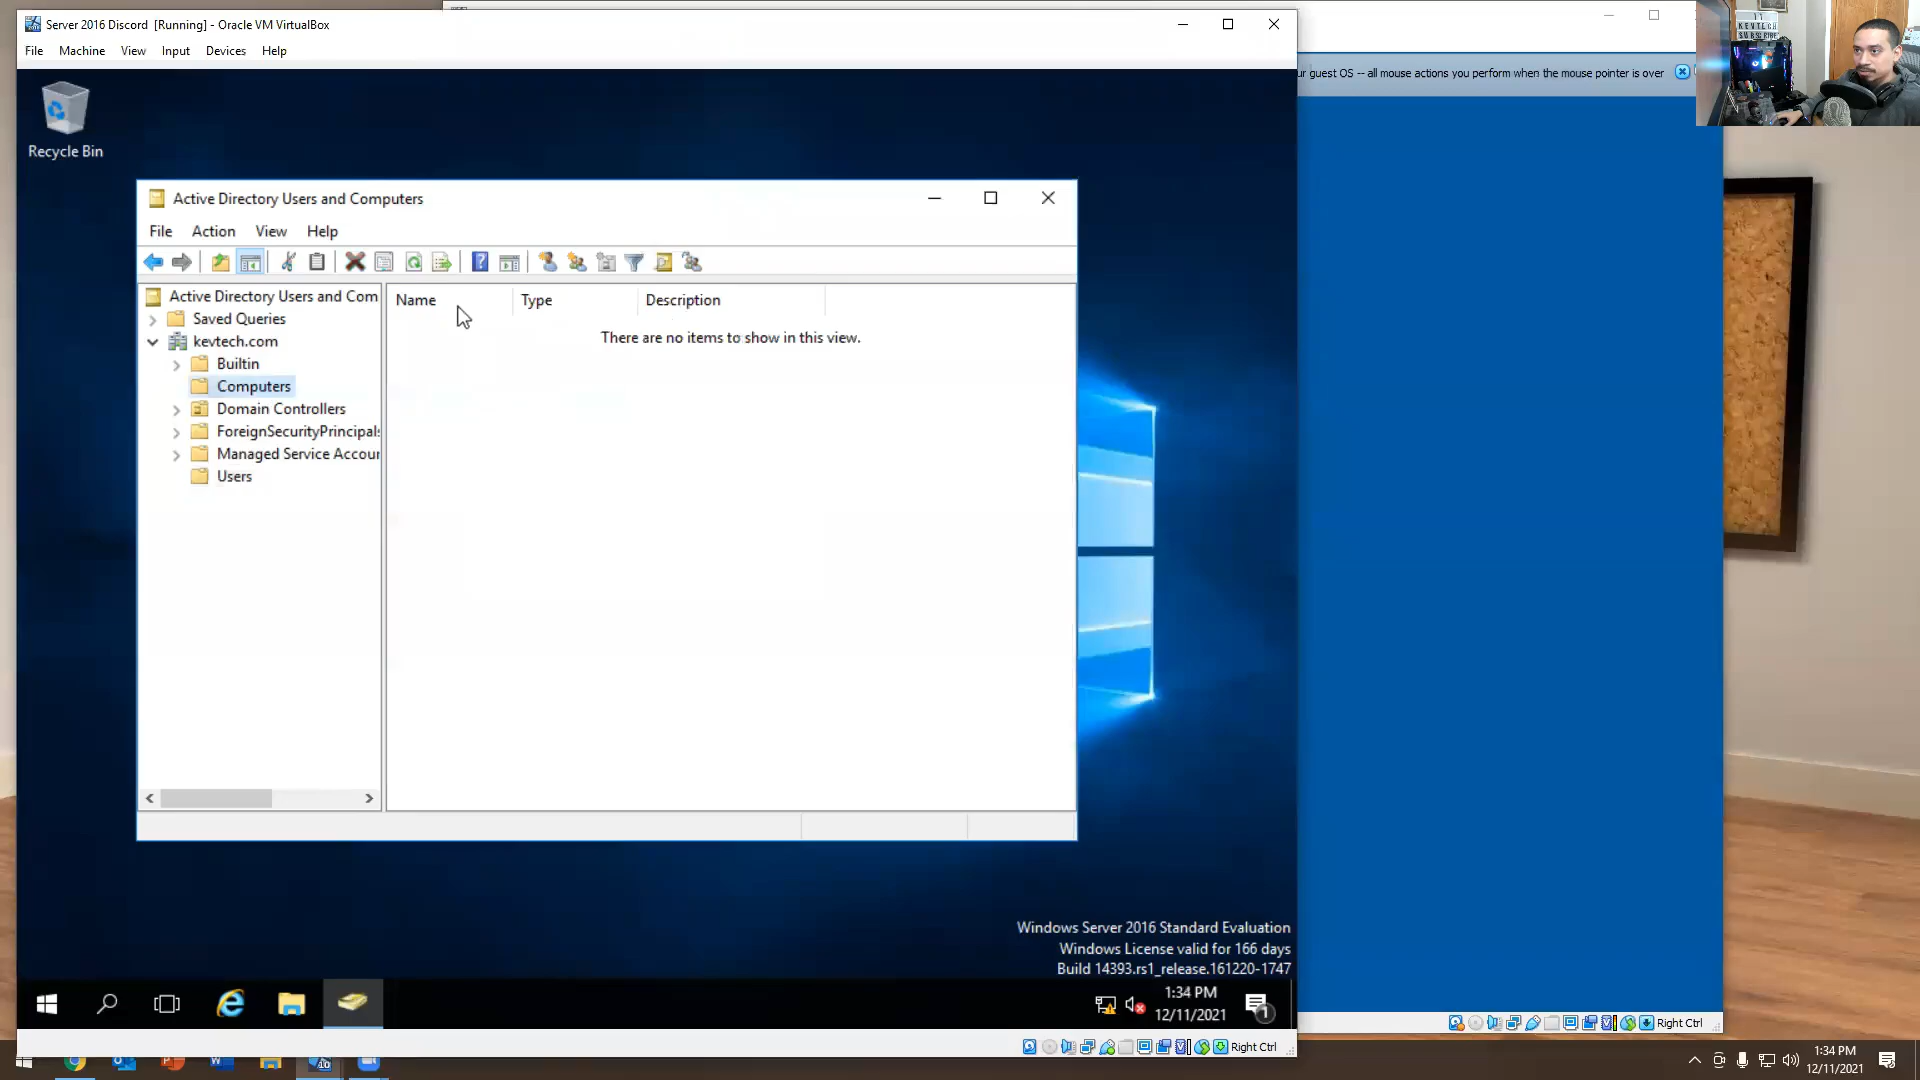 Server 2016 Discord [Running] - Oracle VM VirtualBox
File Machine View Input Devices Help
ur guest OS -- all mouse actions you perform when the mouse pointer is over
KEVTECH
SUBSCRIBE
Recycle Bin
Active Directory Users and Computers
File Action View Help
Active Directory Users and Com
Saved Queries
kevtech.com
Builtin
Computers
Domain Controllers
ForeignSecurityPrincipals
Managed Service Accour
Users
Name Type Description
There are no items to show in this view.
Windows Server 2016 Standard Evaluation
Windows License valid for 166 days
Build 14393.rs1_release.161220-1747
1:34 PM
12/11/2021
1
Right Ctrl
Right Ctrl
1:34 PM
12/11/2021